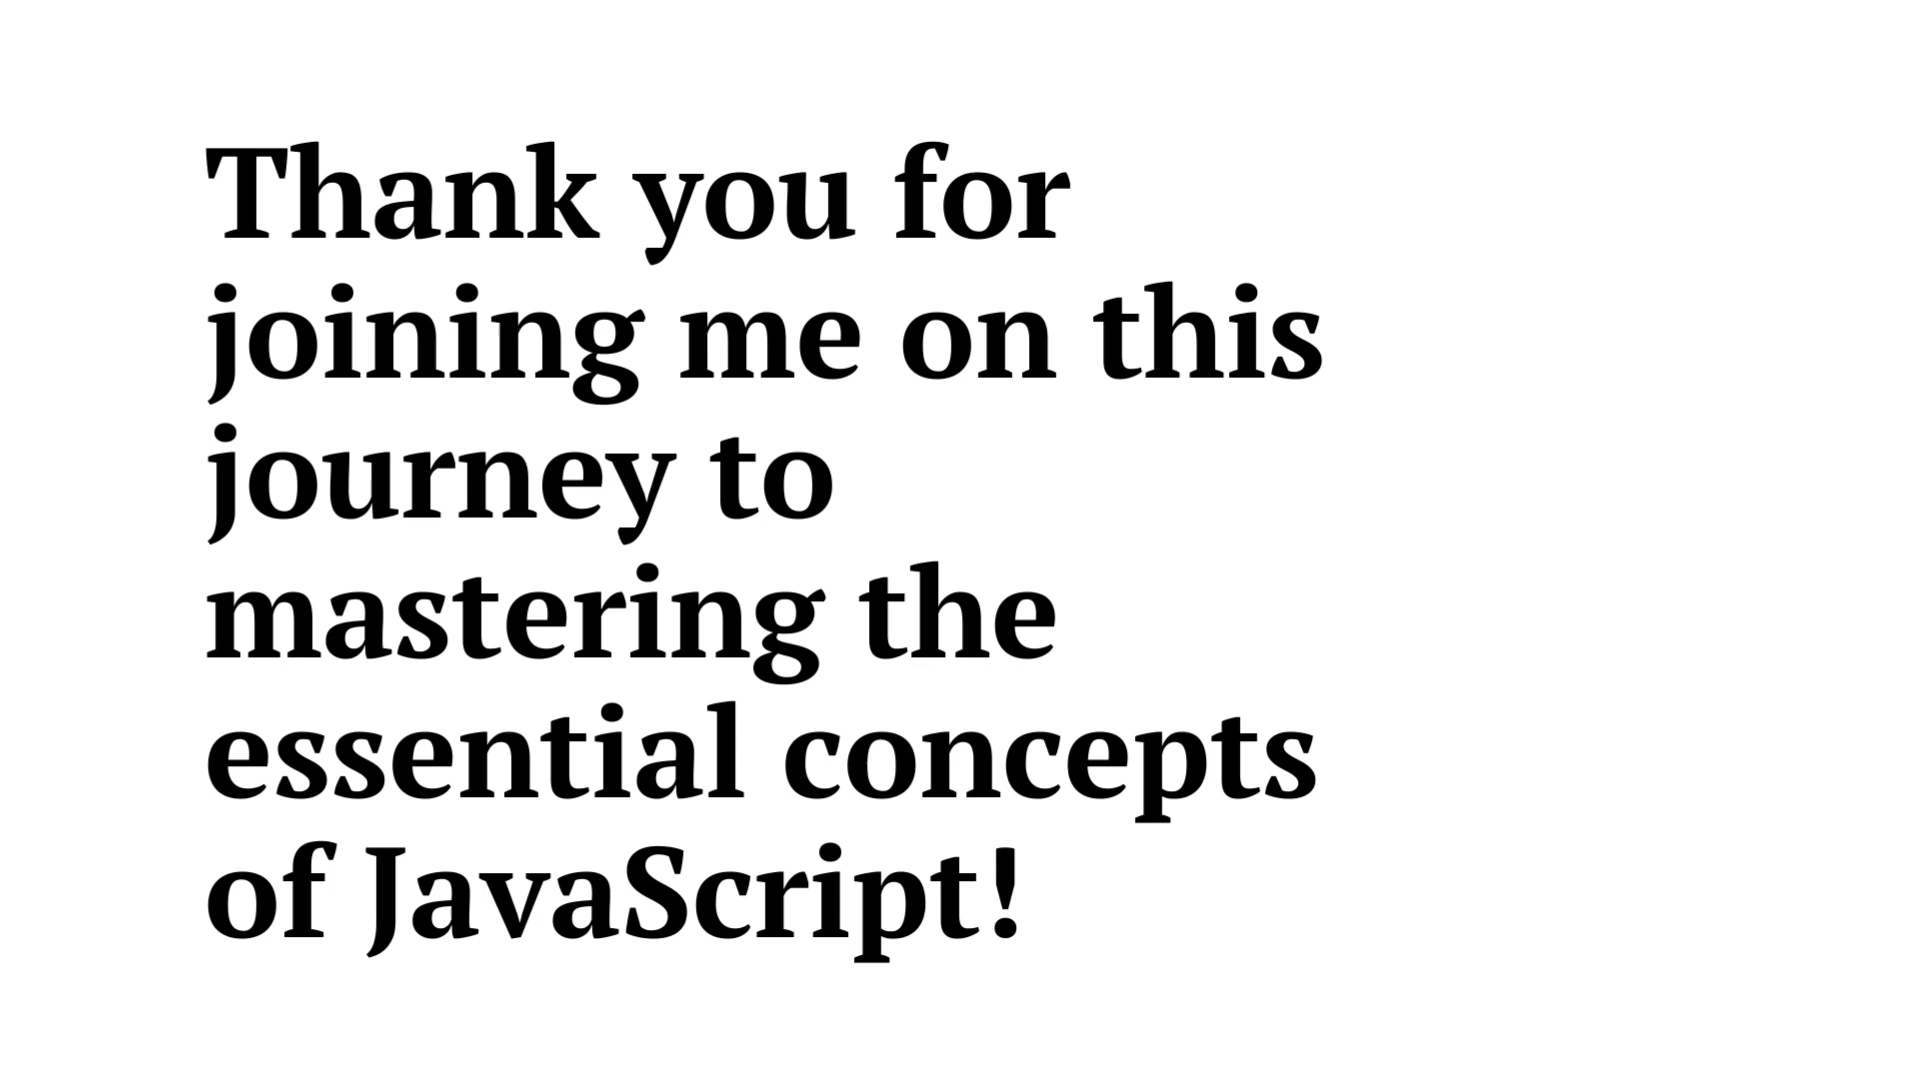 Thank you for
joining me on this
journey to
mastering the
essential concepts
of JavaScript!